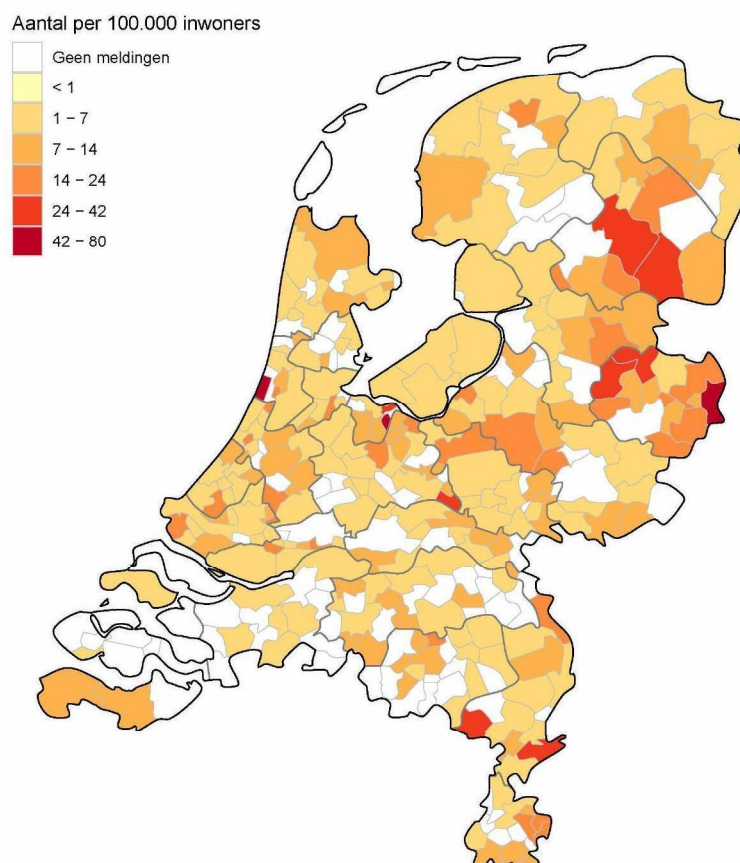 Aantal per 100.000 inwoners
Geen meldingen
< 1
1 – 7
7 – 14
14 – 24
24 – 42
42 – 80